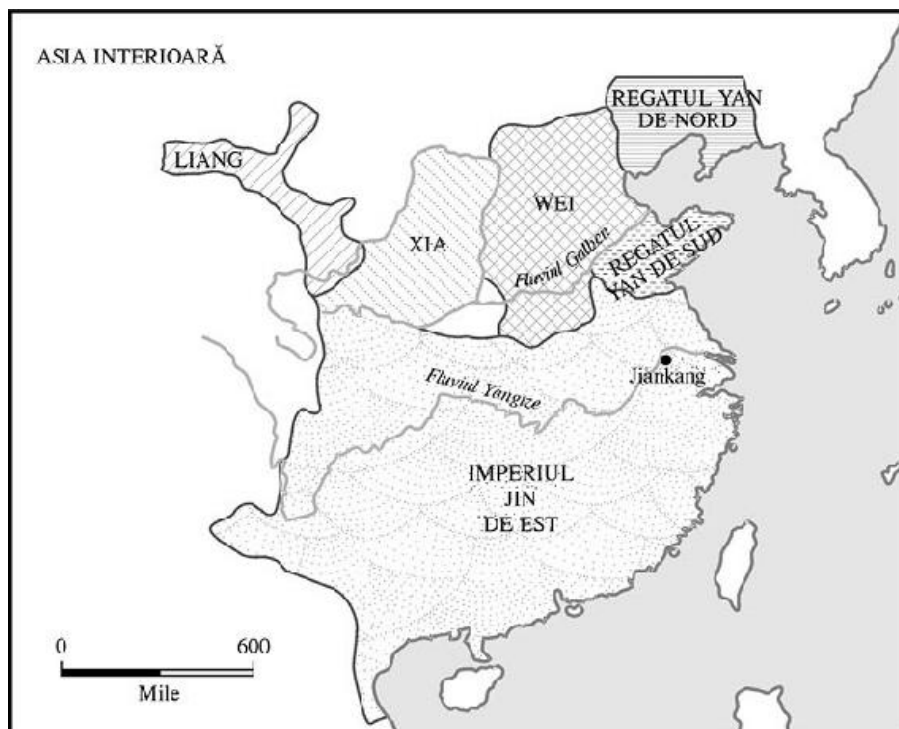 ASIA INTERIOARĂ
REGATUL YAN
DE NORD
LIANG
WEI
XIA
Fluviul Galben
REGATUL
YAN DE SUD
Jiankang
Fluviul Yangtze
IMPERIUL
JIN
DE EST
0 600
Mile